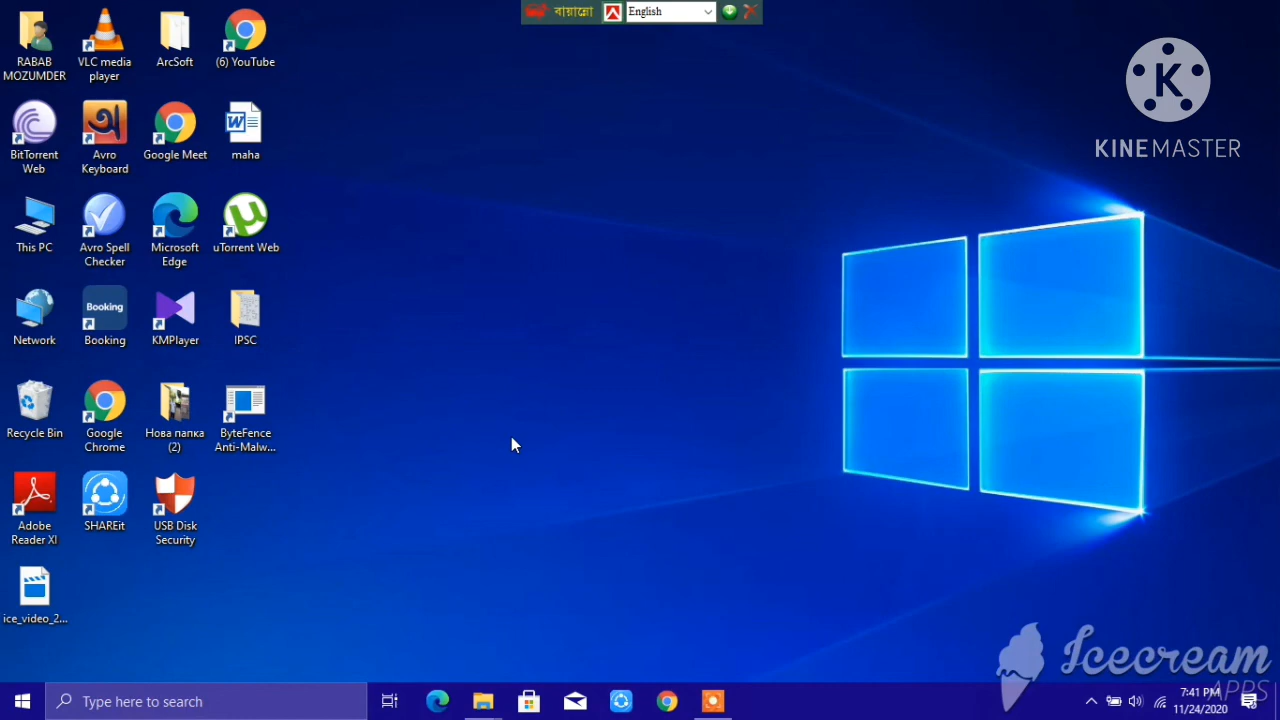 বায়ান্নো
English
RABAB
MOZUMDER
VLC media
player
ArcSoft
(6) YouTube
BitTorrent
Web
Avro
Keyboard
Google Meet
maha
This PC
Avro Spell
Checker
Microsoft
Edge
uTorrent Web
Network
Booking
Booking
KMPlayer
IPSC
Recycle Bin
Google
Chrome
Нова папка
(2)
ByteFence
Anti-Malw...
Adobe
Reader XI
SHAREit
USB Disk
Security
ice_video_2...
K
KINEMASTER
Icecream
APPS
Type here to search
7:41 PM
11/24/2020